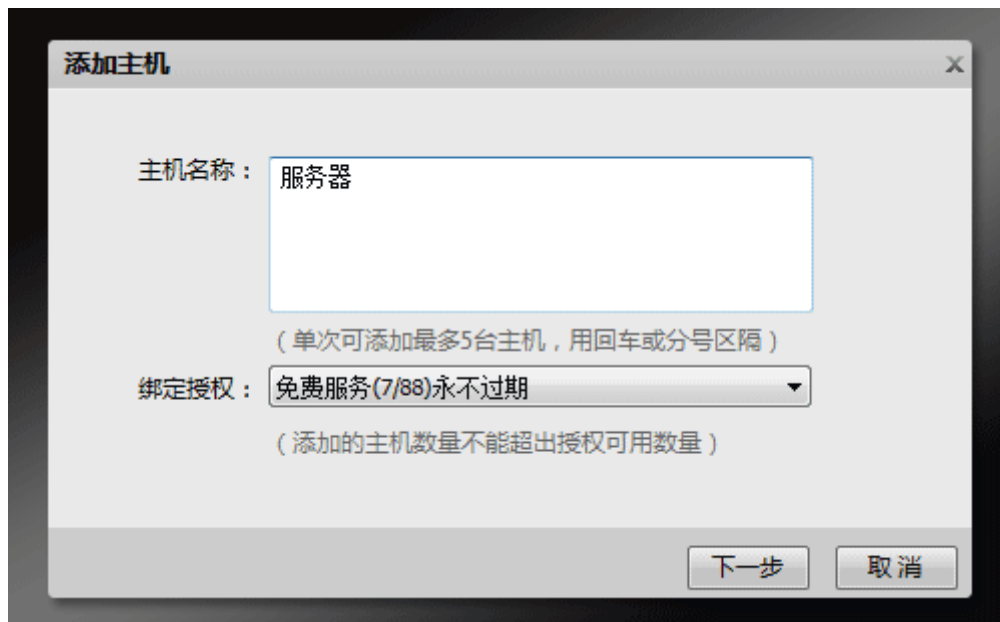 添加主机
主机名称：
服务器
(单次可添加最多5台主机，用回车或分号区隔)
绑定授权：
免费服务(7/88)永不过期
(添加的主机数量不能超出授权可用数量)
下一步
取消